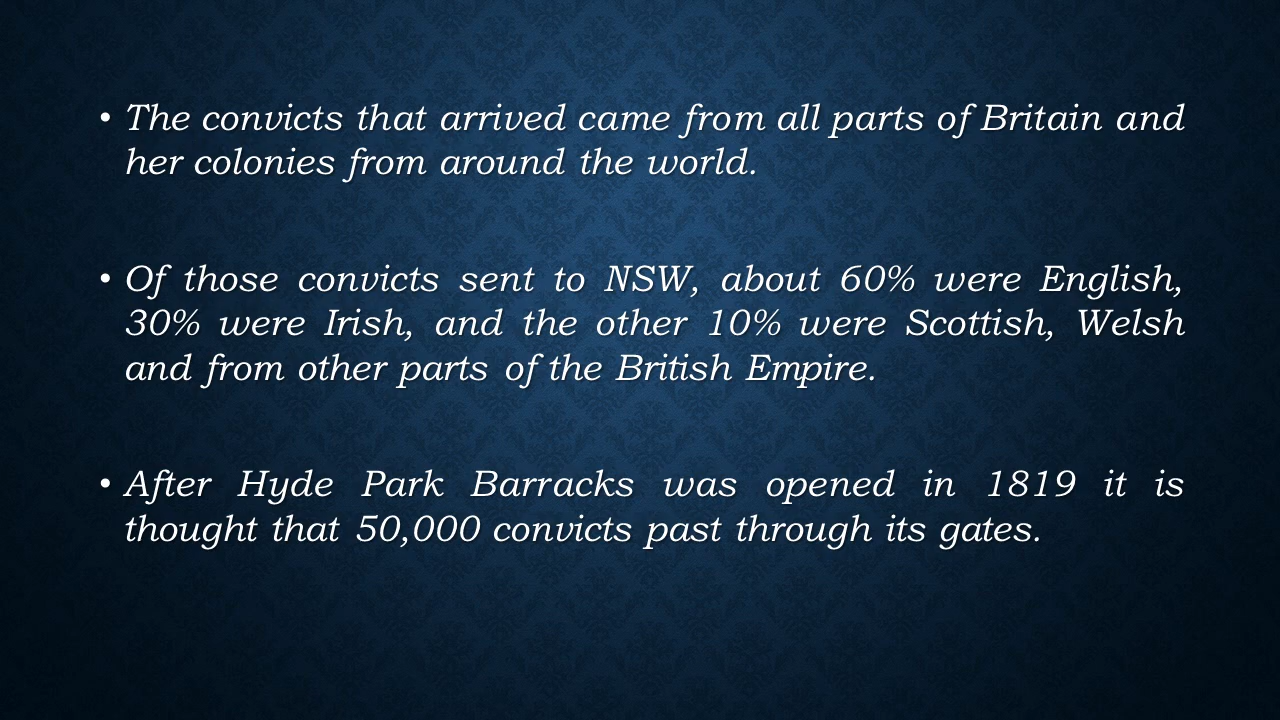 • The convicts that arrived came from all parts of Britain and
her colonies from around the world.
• Of those convicts sent to NSW, about 60% were English,
30% were Irish, and the other 10% were Scottish, Welsh
and from other parts of the British Empire.
• After Hyde Park Barracks was opened in 1819 it is
thought that 50,000 convicts past through its gates.